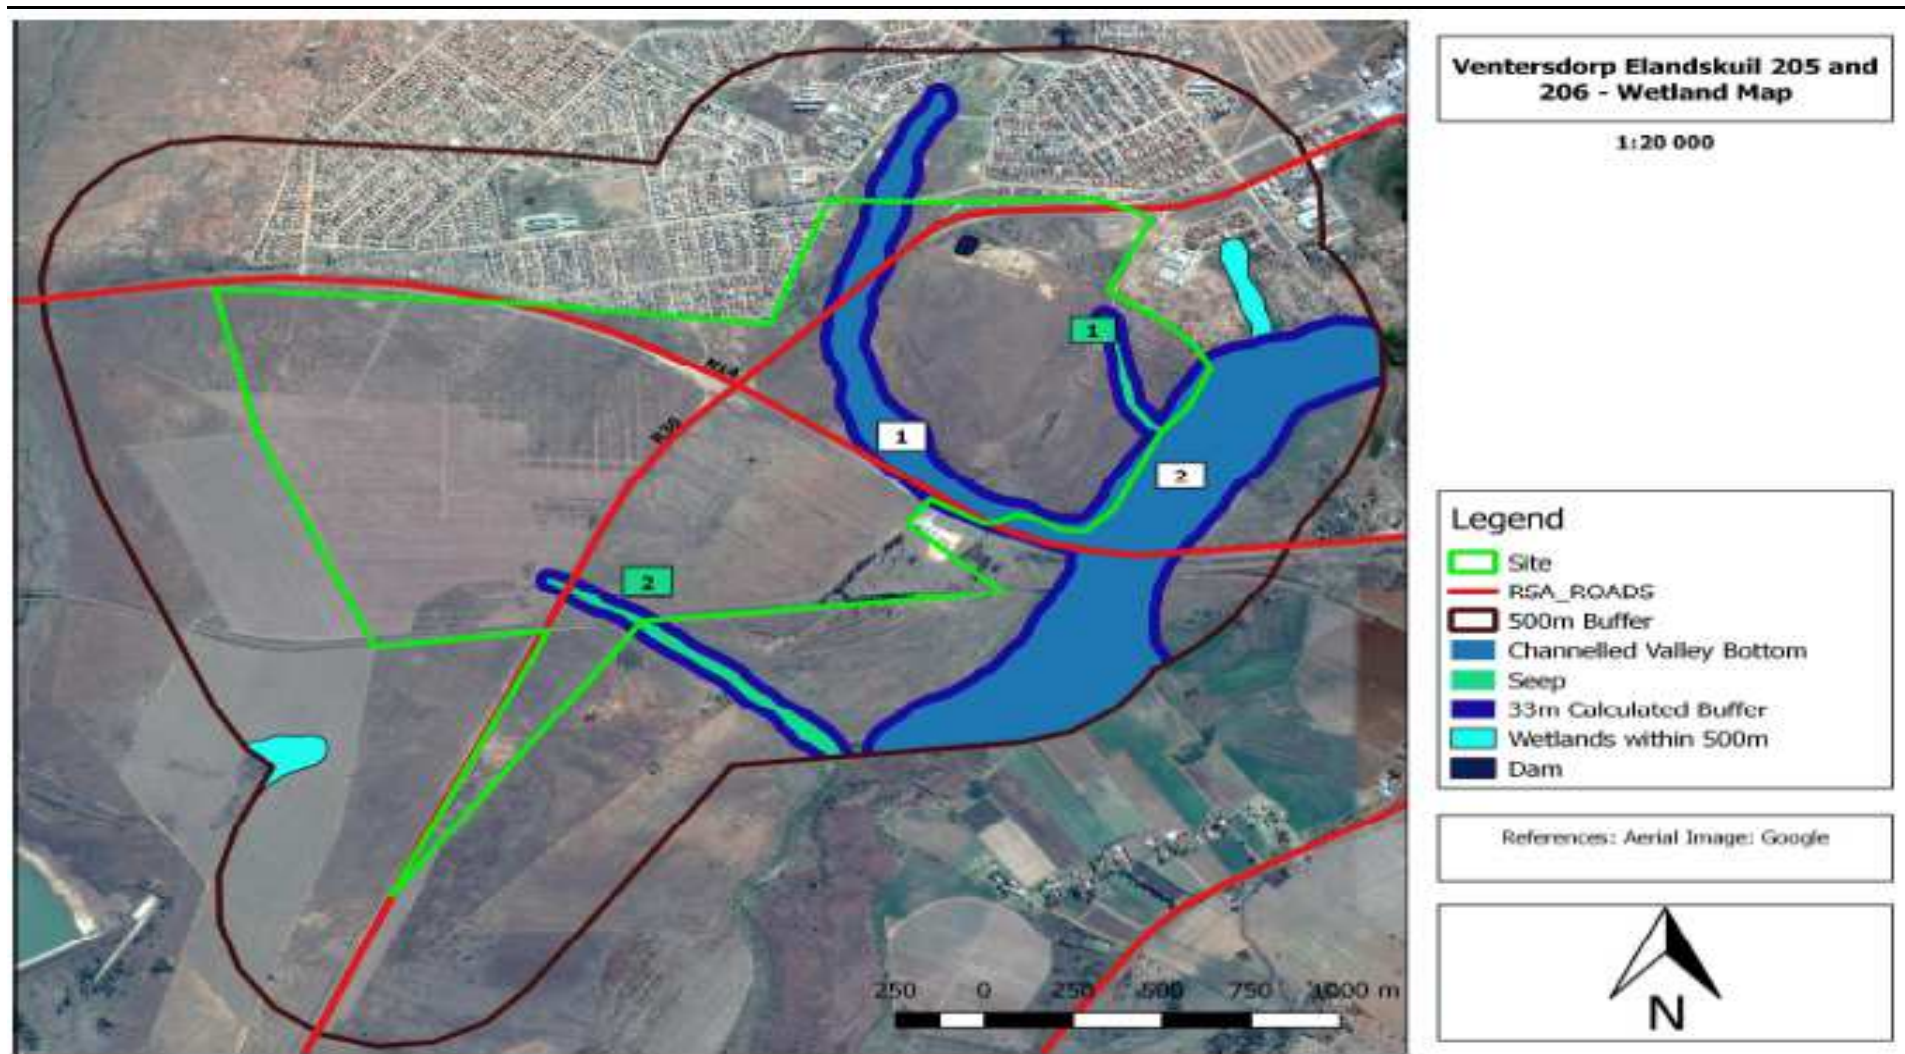 Ventersdorp Elandskuil 205 and
206 - Wetland Map
1:20 000
1
N14
R30
1
2
2
Legend
Site
RSA_ROADS
500m Buffer
Channelled Valley Bottom
Seep
33m Calculated Buffer
Wetlands within 500m
Dam
References: Aerial Image: Google
250 0 250 500 750 1000 m
N